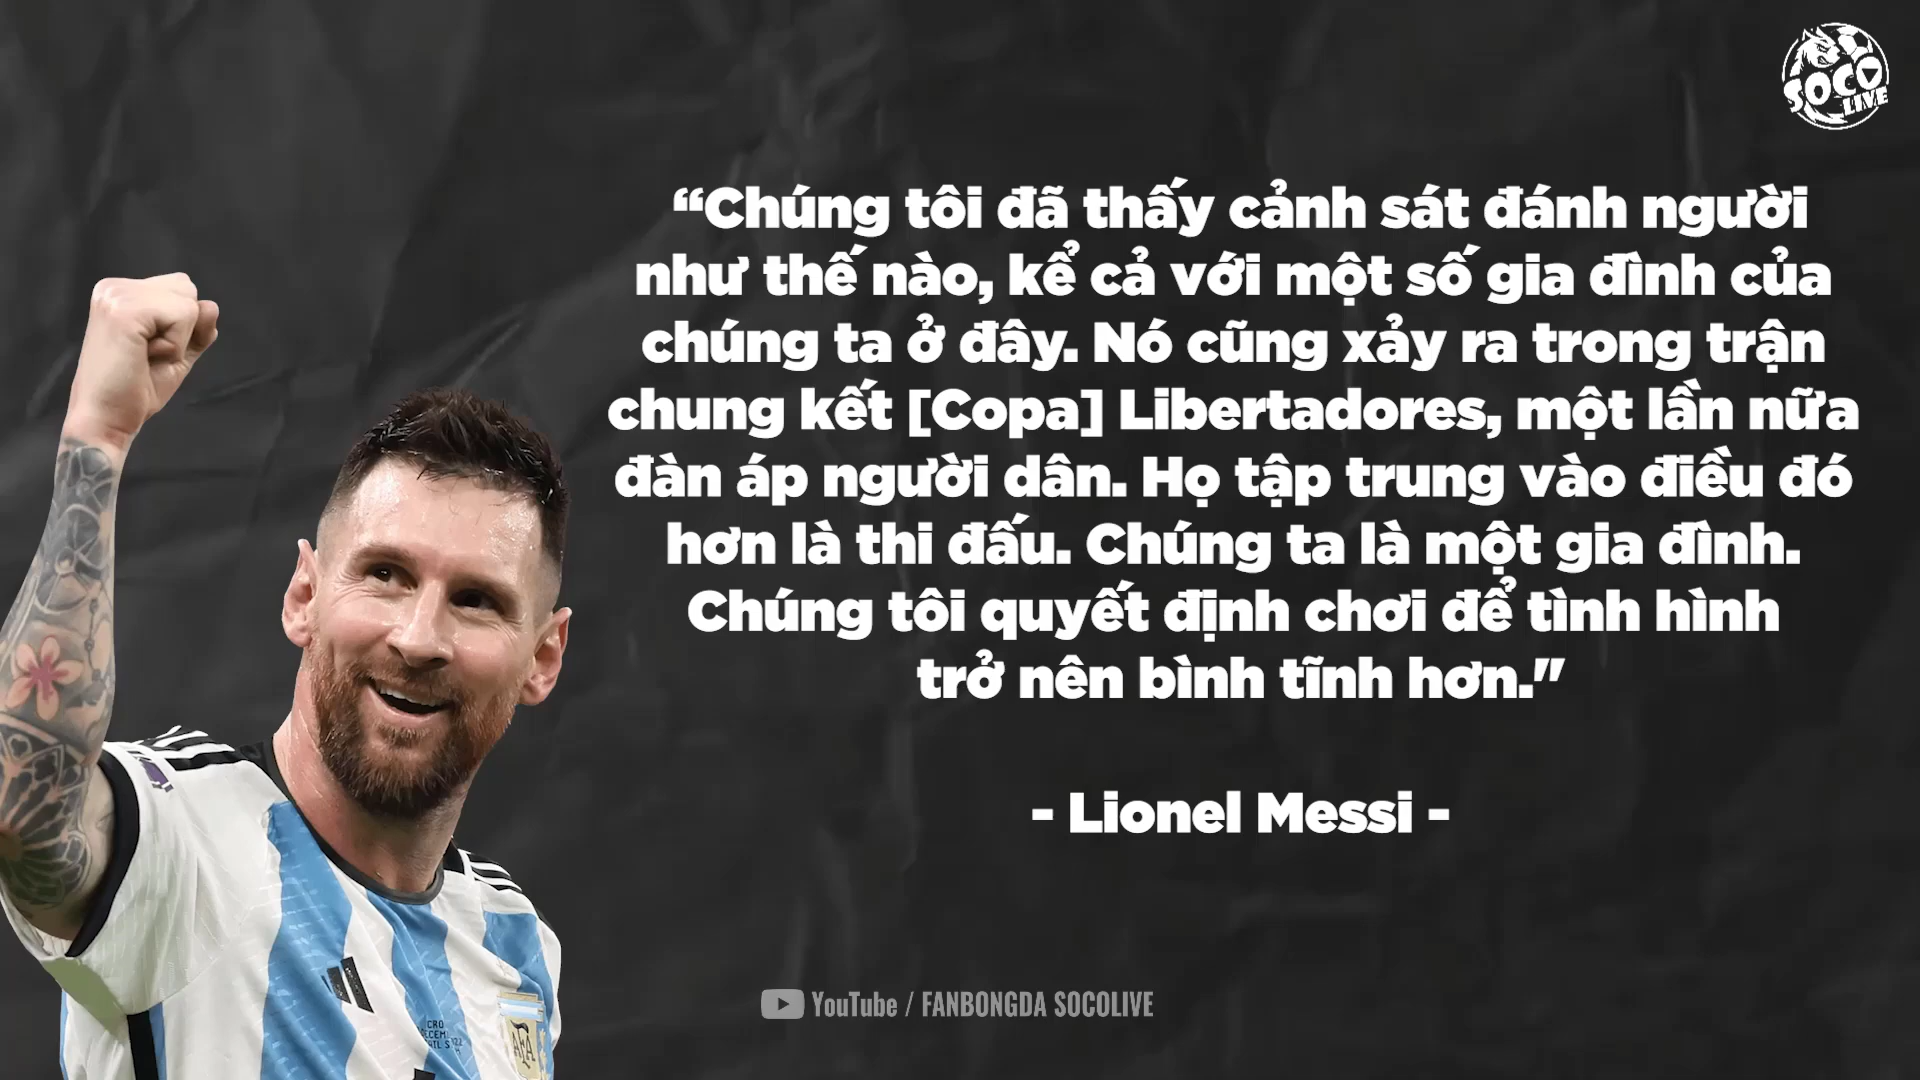 SOCO
LIVE
“Chúng tôi đã thấy cảnh sát đánh người
như thế nào, kể cả với một số gia đình của
chúng ta ở đây. Nó cũng xảy ra trong trận
chung kết [Copa] Libertadores, một lần nữa
đàn áp người dân. Họ tập trung vào điều đó
hơn là thi đấu. Chúng ta là một gia đình.
Chúng tôi quyết định chơi để tình hình
trở nên bình tĩnh hơn."
- Lionel Messi -
YouTube / FANBONGDA SOCOLIVE
CRO
AFA